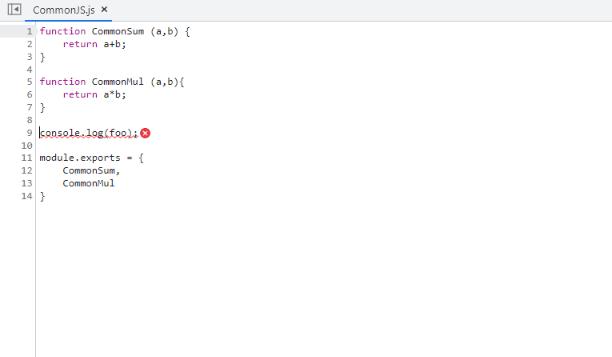 CommonJS.js ×
1 function CommonSum (a,b) {
2     return a+b;
3 }
4
5 function CommonMul (a,b){
6     return a*b;
7 }
8
9 console.log(foo);
10
11 module.exports = {
12     CommonSum,
13     CommonMul
14 }